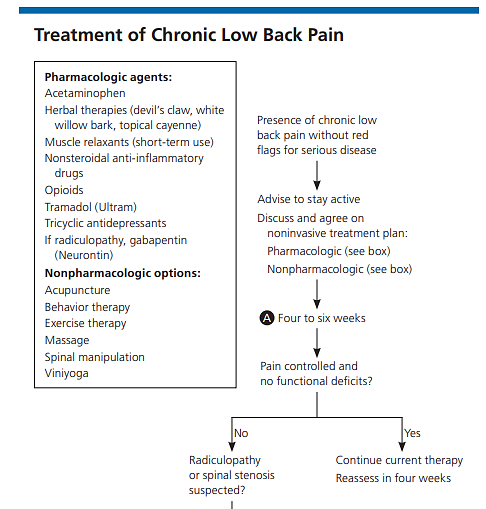 Treatment of Chronic Low Back Pain
Pharmacologic agents:
Acetaminophen
Herbal therapies (devil's claw, white
willow bark, topical cayenne)
Muscle relaxants (short-term use)
Nonsteroidal anti-inflammatory
drugs
Opioids
Tramadol (Ultram)
Tricyclic antidepressants
If radiculopathy, gabapentin
(Neurontin)
Nonpharmacologic options:
Acupuncture
Behavior therapy
Exercise therapy
Massage
Spinal manipulation
Viniyoga
Presence of chronic low
back pain without red
flags for serious disease
Advise to stay active
Discuss and agree on
noninvasive treatment plan:
Pharmacologic (see box)
Nonpharmacologic (see box)
A Four to six weeks
Pain controlled and
no functional deficits?
No
Yes
Radiculopathy
or spinal stenosis
suspected?
Continue current therapy
Reassess in four weeks